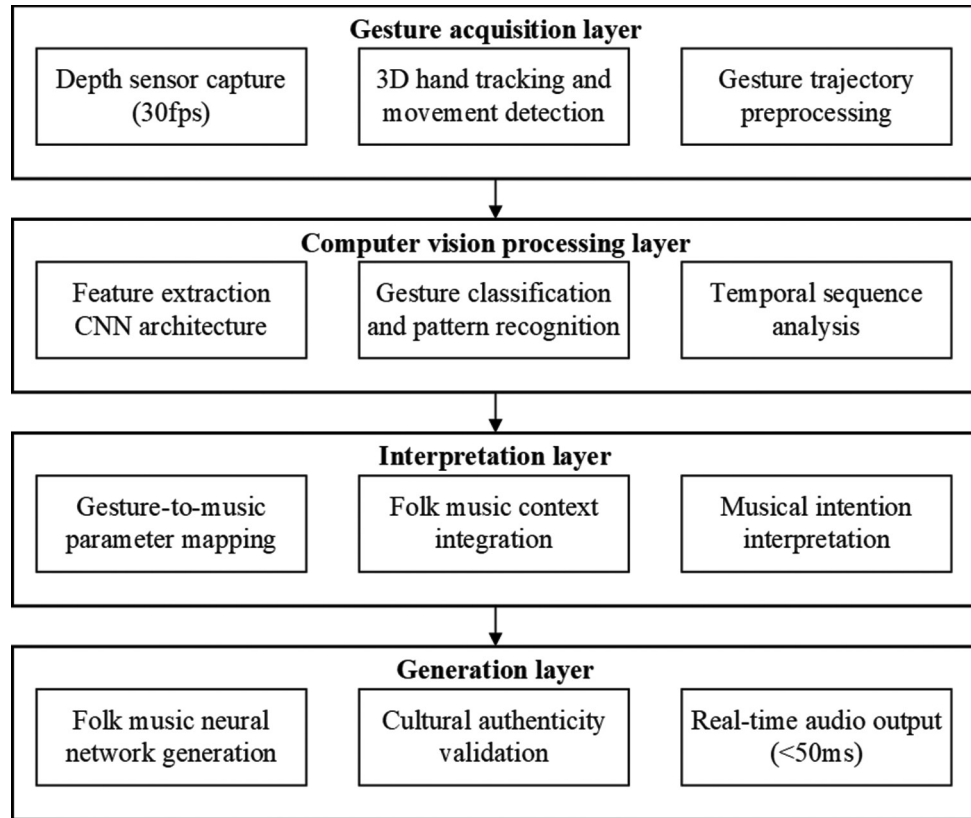 Gesture acquisition layer
Depth sensor capture
(30fps)
3D hand tracking and
movement detection
Gesture trajectory
preprocessing
Computer vision processing layer
Feature extraction
CNN architecture
Gesture classification
and pattern recognition
Temporal sequence
analysis
Interpretation layer
Gesture-to-music
parameter mapping
Folk music context
integration
Musical intention
interpretation
Generation layer
Folk music neural
network generation
Cultural authenticity
validation
Real-time audio output
(<50ms)